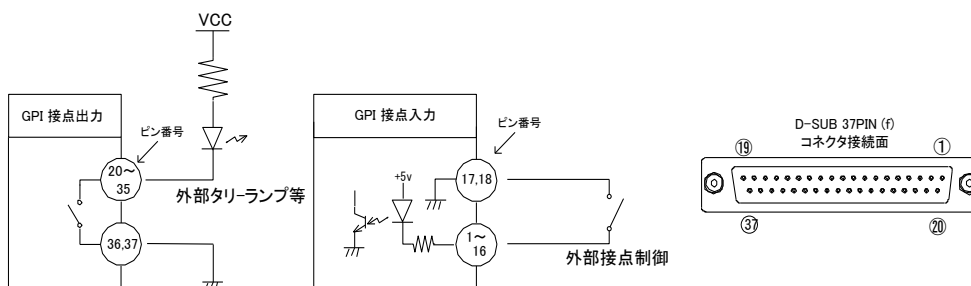 VCC
GPI 接点出力
ピン番号
20～
35
36,37
外部タリーランプ等
GPI 接点入力
ピン番号
17,18
+5v
1～
16
外部接点制御
D-SUB 37PIN (f)
コネクタ接続面
⑲
①
㊲
⑳